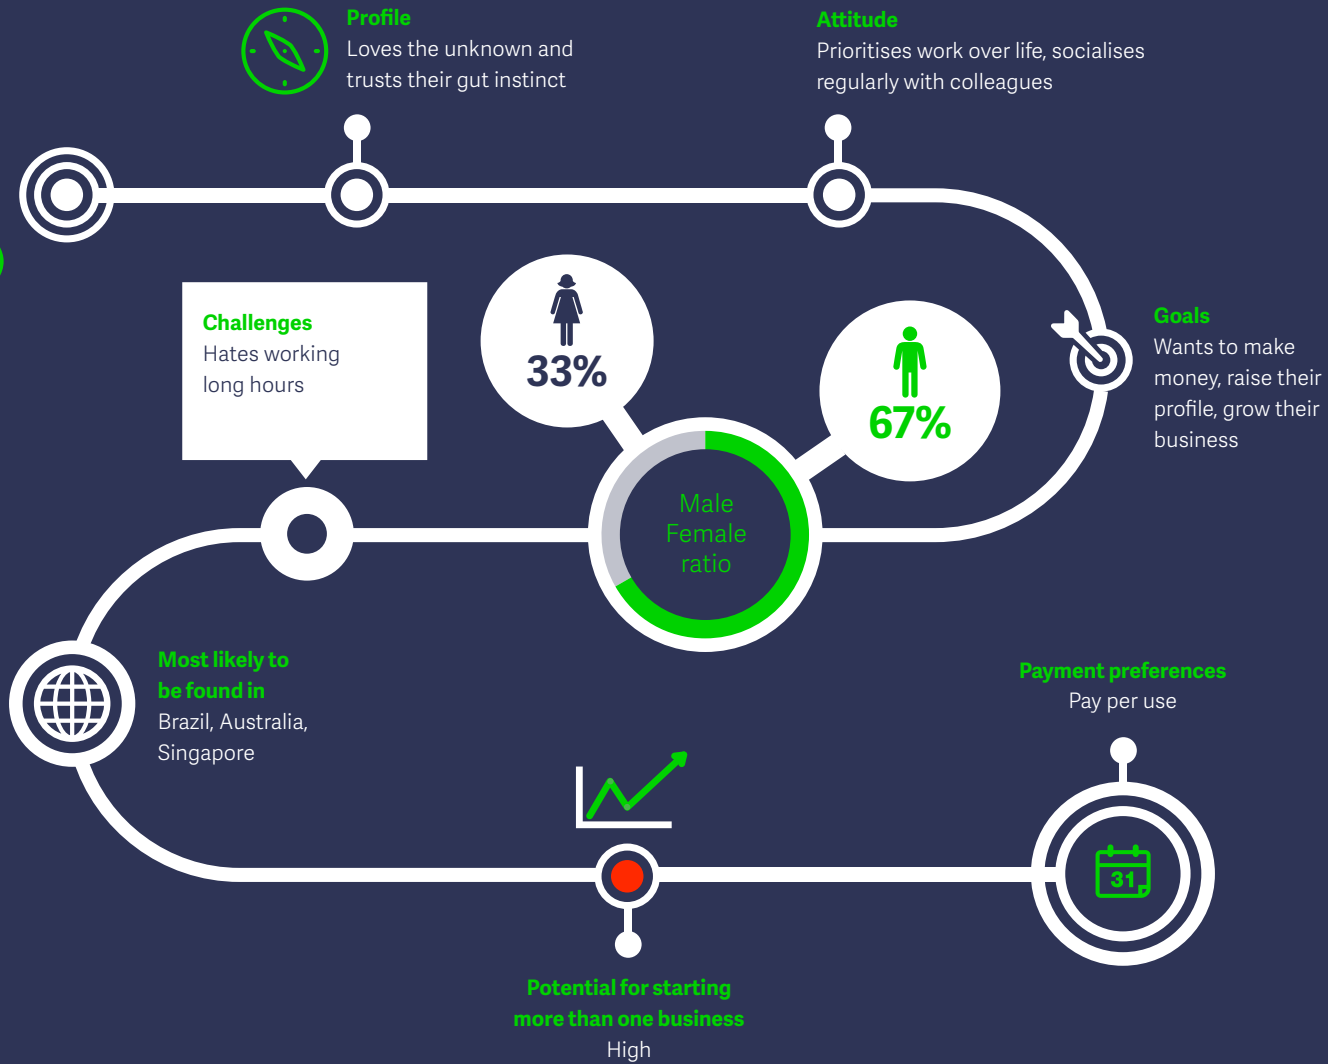 Profile
Loves the unknown and
trusts their gut instinct
Attitude
Prioritises work over life, socialises
regularly with colleagues
Goals
Wants to make
money, raise their
profile, grow their
business
67%
33%
Male
Female
ratio
Challenges
Hates working
long hours
Most likely to
be found in
Brazil, Australia,
Singapore
Potential for starting
more than one business
High
Payment preferences
Pay per use
31